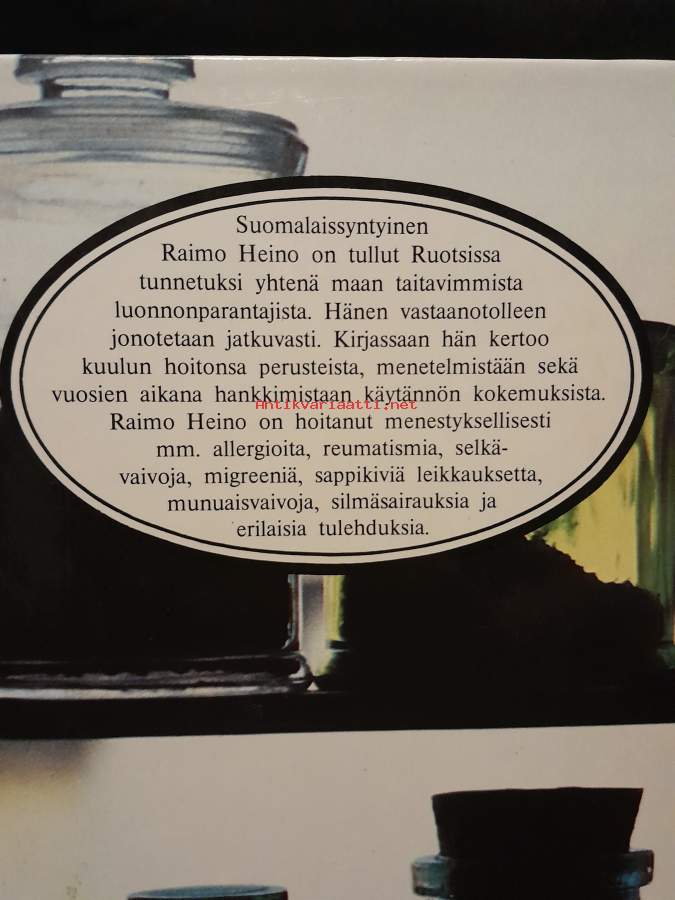 Suomalaissyntyinen
Raimo Heino on tullut Ruotsissa
tunnetuksi yhtenä maan taitavimmista
luonnonparantajista. Hänen vastaanotolleen
jonotetaan jatkuvasti. Kirjassaan hän kertoo
kuulun hoitonsa perusteista, menetelmistään sekä
vuosien aikana hankkimistaan käytännön kokemuksista.
Antikvariaatti.net
Raimo Heino on hoitanut menestyksellisesti
mm. allergioita, reumatismia, selkä-
vaivoja, migreeniä, sappikiviä leikkauksetta,
munuaisvaivoja, silmäsairauksia ja
erilaisia tulehduksia.